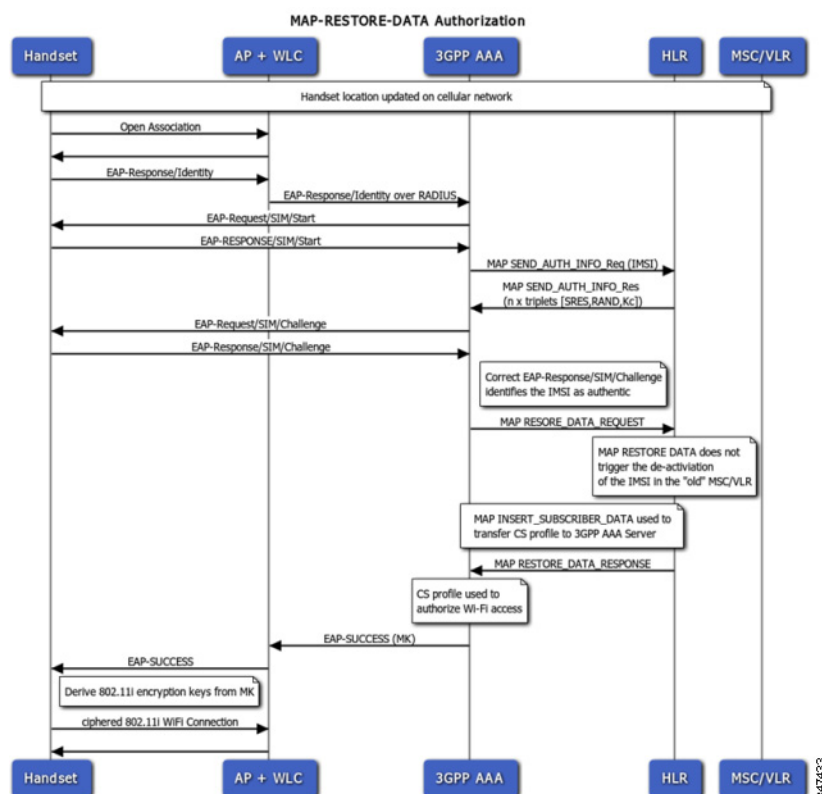 MAP-RESTORE-DATA Authorization
Handset
AP + WLC
3GPP AAA
HLR
MSC/VLR
Handset location updated on cellular network
Open Association
EAP-Response/Identity
EAP-Response/Identity over RADIUS
EAP-Request/SIM/Start
EAP-RESPONSE/SIM/Start
MAP SEND_AUTH_INFO_Req (IMSI)
MAP SEND_AUTH_INFO_Res
(n x triplets [SRES,RAND,Kc])
EAP-Request/SIM/Challenge
EAP-Response/SIM/Challenge
Correct EAP-Response/SIM/Challenge
identifies the IMSI as authentic
MAP RESORE_DATA_REQUEST
MAP RESTORE DATA does not
trigger the de-activiation
of the IMSI in the "old" MSC/VLR
MAP INSERT_SUBSCRIBER_DATA used to
transfer CS profile to 3GPP AAA Server
MAP RESTORE_DATA_RESPONSE
CS profile used to
authorize Wi-Fi access
EAP-SUCCESS (MK)
EAP-SUCCESS
Derive 802.11i encryption keys from MK
ciphered 802.11i WiFi Connection
Handset
AP + WLC
3GPP AAA
HLR
MSC/VLR